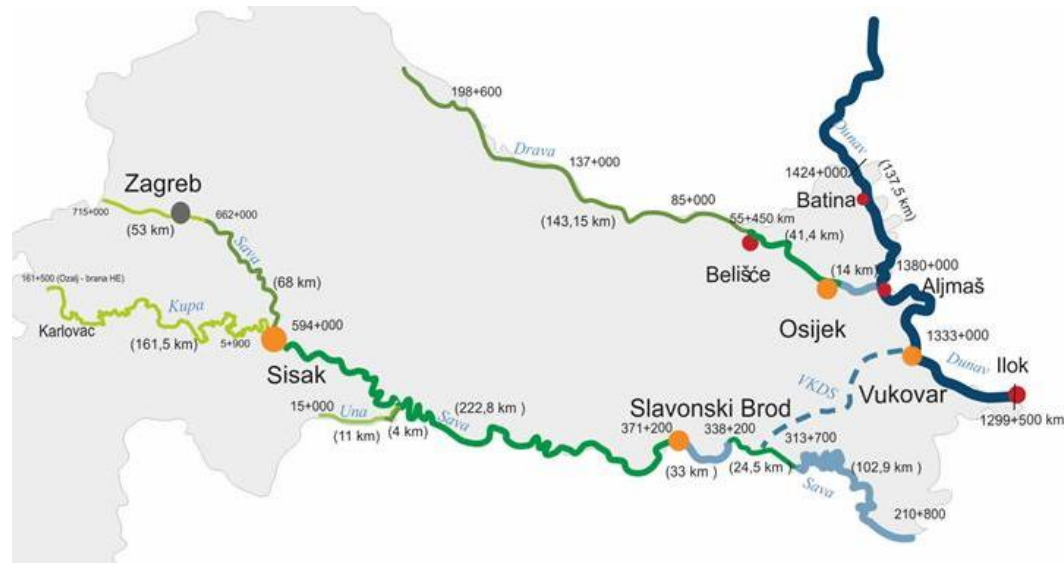 198+600
Dunav
Drava
137+000
1424+000
(137,5 km)
Zagreb
Batina
715+000
662+000
(143,15 km)
85+000
55+450 km
(53 km)
(41,4 km)
Sava
Belišće
(14 km)
1380+000
161+500 (Ozalj - brana HE)
(68 km)
Aljmaš
Kupa
Karlovac
594+000
Osijek
1333+000
(161,5 km)
5+900
Sisak
Dunav
Ilok
VKDS
Vukovar
15+000
Una
(222,8 km )
Slavonski Brod
1299+500 km
(11 km)
(4 km)
Sava
371+200
338+200
313+700
(33 km )
(24,5 km )
(102,9 km )
Sava
210+800